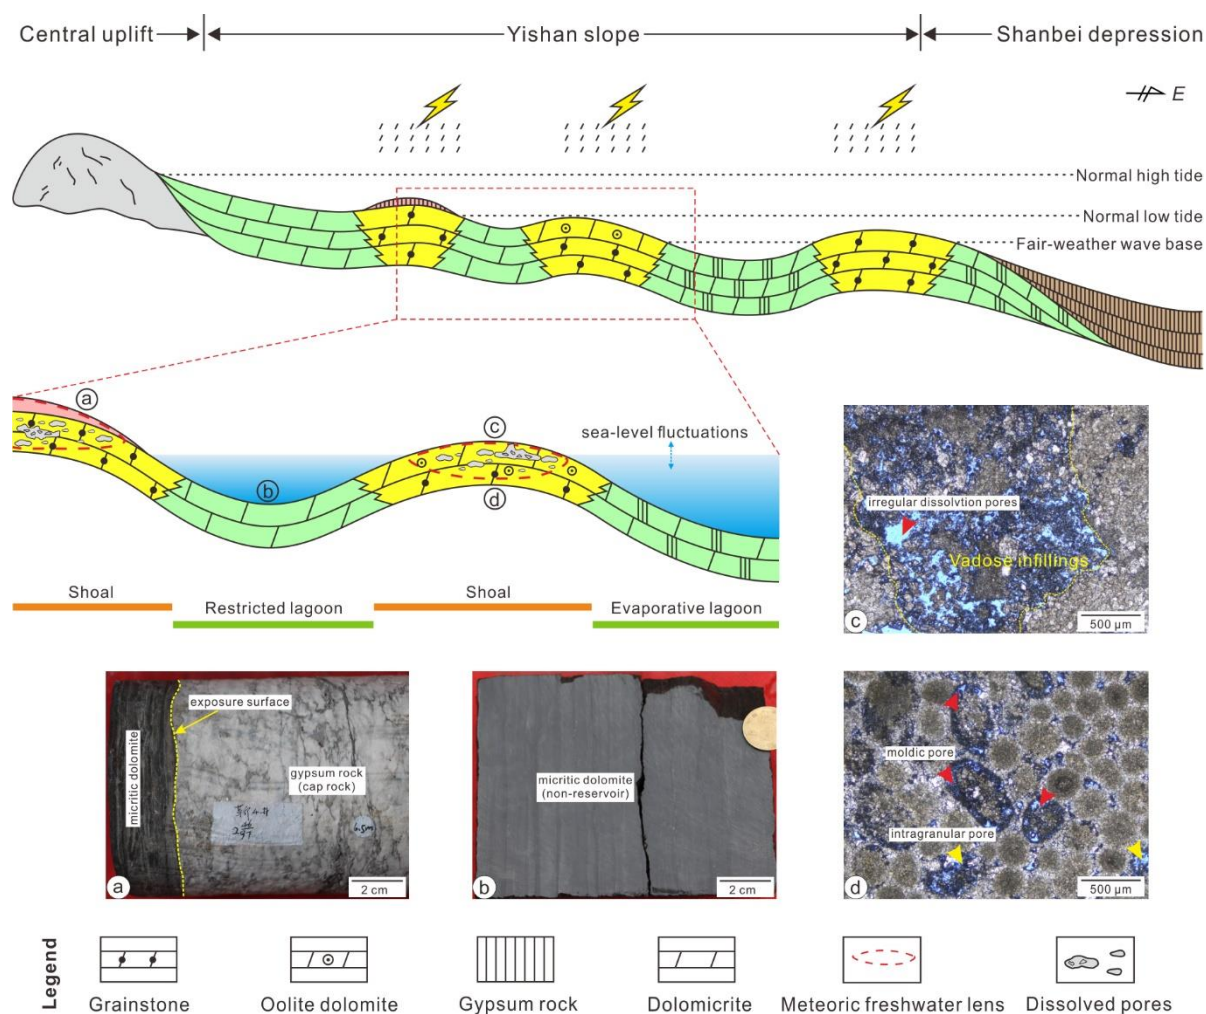 Central uplift
Yishan slope
Shanbei depression
E
Normal high tide
Normal low tide
Fair-weather wave base
a
c
sea-level fluctuations
b
d
Shoal
Restricted lagoon
Shoal
Evaporative lagoon
irregular dissolvtion pores
Vadose infillings
c
500 μm
exposure surface
micritic dolomite
gypsum rock
(cap rock)
a
2 cm
micritic dolomite
(non-reservoir)
b
2 cm
moldic pore
intragranular pore
d
500 μm
Legend
Grainstone
Oolite dolomite
Gypsum rock
Dolomicrite
Meteoric freshwater lens
Dissolved pores